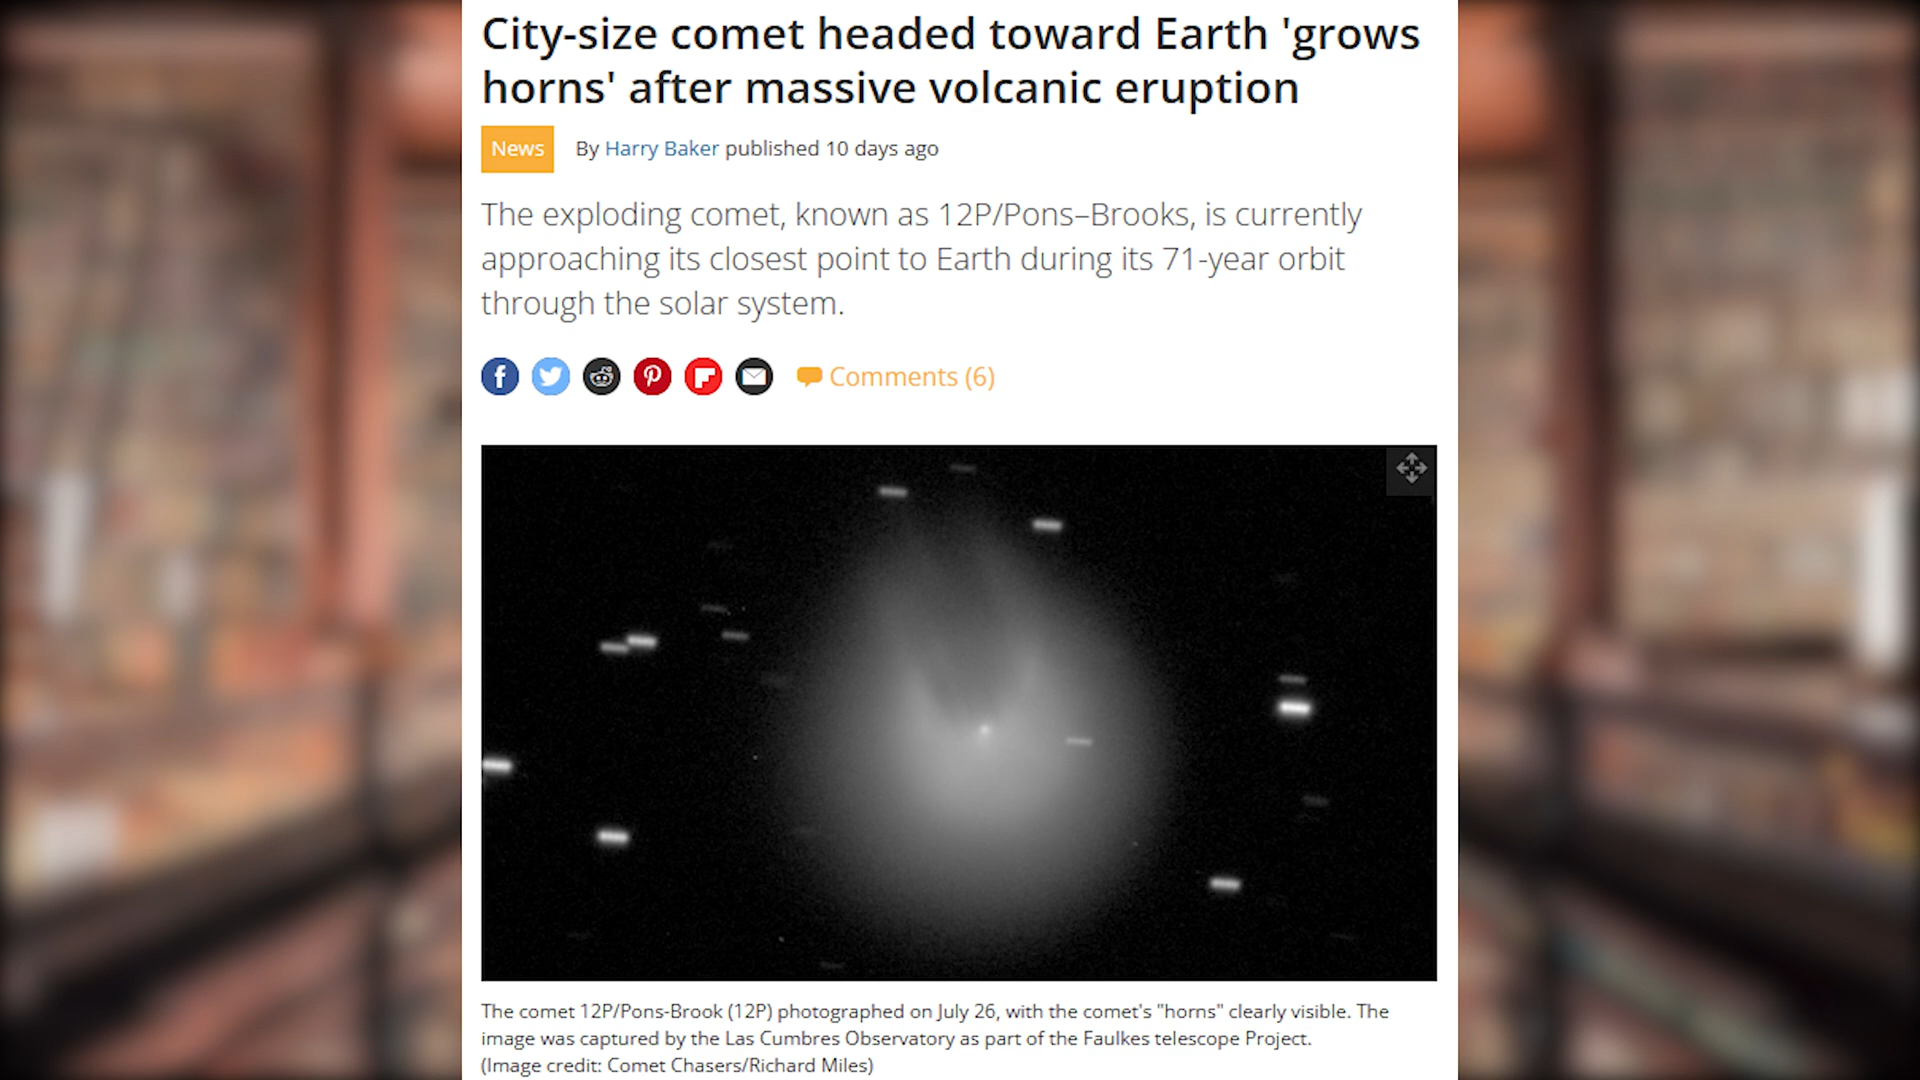 City-size comet headed toward Earth 'grows
horns' after massive volcanic eruption
News By Harry Baker published 10 days ago
The exploding comet, known as 12P/Pons–Brooks, is currently
approaching its closest point to Earth during its 71-year orbit
through the solar system.
Comments (6)
The comet 12P/Pons-Brook (12P) photographed on July 26, with the comet's "horns" clearly visible. The
image was captured by the Las Cumbres Observatory as part of the Faulkes telescope Project.
(Image credit: Comet Chasers/Richard Miles)